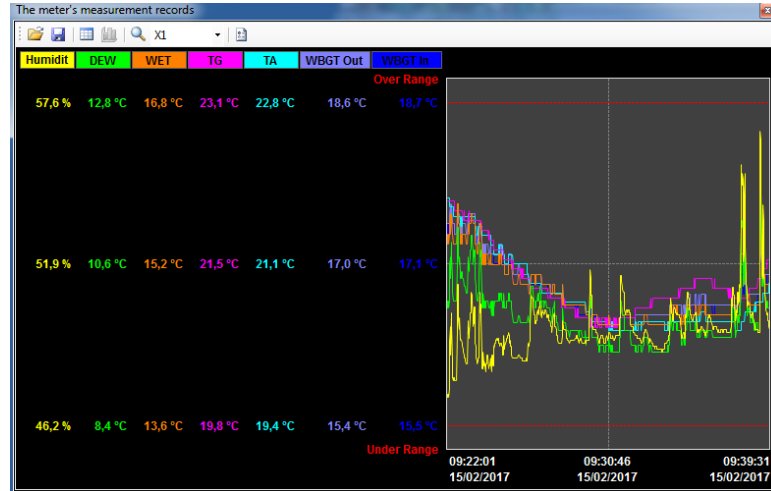 The meter's measurement records
X1
Humidit DEW WET TG TA WBGT Out WBGT In
Over Range
57,6 % 12,8 °C 16,8 °C 23,1 °C 22,8 °C 18,6 °C 18,7 °C
51,9 % 10,6 °C 15,2 °C 21,5 °C 21,1 °C 17,0 °C 17,1 °C
46,2 % 8,4 °C 13,6 °C 19,8 °C 19,4 °C 15,4 °C 15,5 °C
Under Range
09:22:01 09:30:46 09:39:31
15/02/2017 15/02/2017 15/02/2017